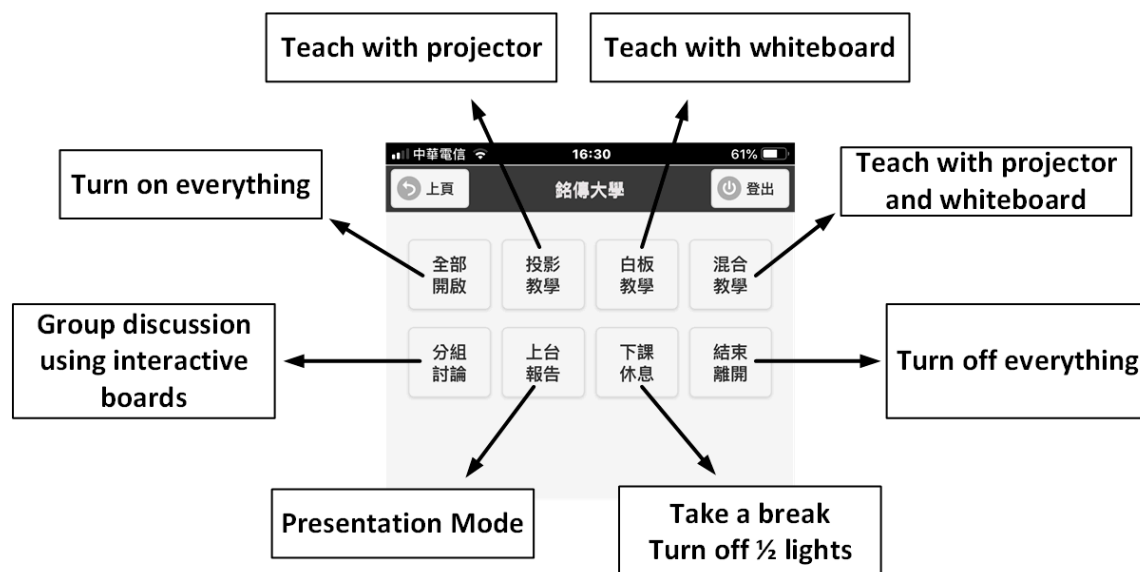 Teach with projector
Teach with whiteboard
中華電信
16:30
61%
Turn on everything
Teach with projector
and whiteboard
上頁
銘傳大學
登出
全部
開啟
投影
教學
白板
教學
混合
教學
Group discussion
using interactive
boards
分組
討論
上台
報告
下課
休息
結束
離開
Turn off everything
Presentation Mode
Take a break
Turn off ½ lights